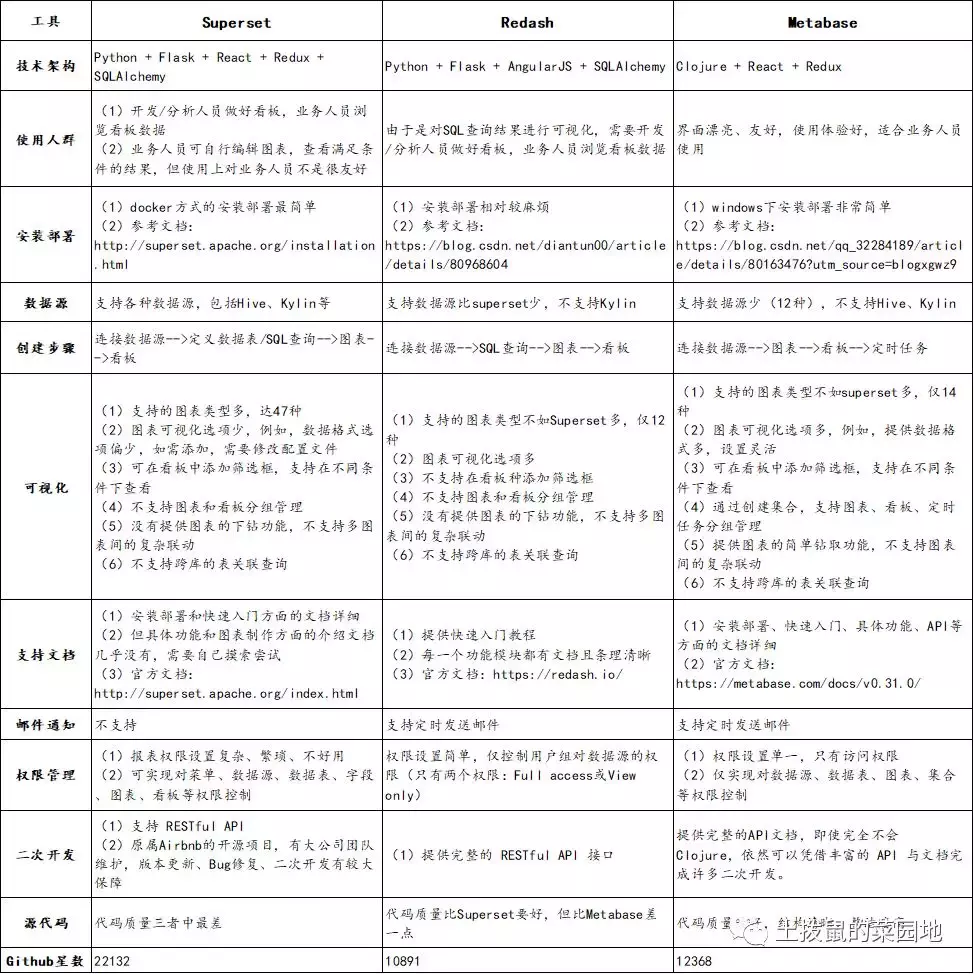 工具
Superset
Redash
Metabase
技术架构
Python + Flask + React + Redux +
SQLAlchemy
Python + Flask + AngularJS + SQLAlchemy
Clojure + React + Redux
使用人群
（1）开发/分析人员做好看板，业务人员浏
览看板数据
（2）业务人员可自行编辑图表，查看满足条
件的结果，但使用上对业务人员不是很友好
由于是对SQL查询结果进行可视化，需要开发
/分析人员做好看板，业务人员浏览看板数据
界面漂亮、友好，使用体验好，适合业务人员
使用
安装部署
（1）docker方式的安装部署最简单
（2）参考文档：
http://superset.apache.org/installation
.html
（1）安装部署相对较麻烦
（2）参考文档：
https://blog.csdn.net/diantun00/article
/details/80968604
（1）windows下安装部署非常简单
（2）参考文档：
https://blog.csdn.net/qq_32284189/articl
e/details/80163476?utm_source=blogxgwz9
数据源
支持各种数据源，包括Hive、Kylin等
支持数据源比superset少，不支持Kylin
支持数据源少（12种），不支持Hive、Kylin
创建步骤
连接数据源-->定义数据表/SQL查询-->图表-
->看板
连接数据源-->SQL查询-->图表-->看板
连接数据源-->图表-->看板-->定时任务
可视化
（1）支持的图表类型多，达47种
（2）图表可视化选项少，例如，数据格式选
项偏少，如需添加，需要修改配置文件
（3）可在看板中添加筛选框，支持在不同条
件下查看
（4）不支持图表和看板分组管理
（5）没有提供图表的下钻功能，不支持多图
表间的复杂联动
（6）不支持跨库的表关联查询
（1）支持的图表类型不如Superset多，仅12
种
（2）图表可视化选项多
（3）不支持在看板种添加筛选框
（4）不支持图表和看板分组管理
（5）没有提供图表的下钻功能，不支持多图
表间的复杂联动
（6）不支持跨库的表关联查询
（1）支持的图表类型不如superset多，仅14
种
（2）图表可视化选项多，例如，提供数据格
式多，设置灵活
（3）可在看板中添加筛选框，支持在不同条
件下查看
（4）通过创建集合，支持图表、看板、定时
任务分组管理
（5）提供图表的简单钻取功能，不支持图表
间的复杂联动
（6）不支持跨库的表关联查询
支持文档
（1）安装部署和快速入门方面的文档详细
（2）但具体功能和图表制作方面的介绍文档
几乎没有，需要自己摸索尝试
（3）官方文档：
http://superset.apache.org/index.html
（1）提供快速入门教程
（2）每一个功能模块都有文档且条理清晰
（3）官方文档：https://redash.io/
（1）安装部署、快速入门、具体功能、API等
方面的文档详细
（2）官方文档：
https://metabase.com/docs/v0.31.0/
邮件通知
不支持
支持定时发送邮件
支持定时发送邮件
权限管理
（1）报表权限设置复杂、繁琐、不好用
（2）可实现对菜单、数据源、数据表、字段
、图表、看板等权限控制
权限设置简单，仅控制用户组对数据源的权
限（只有两个权限：Full access或View
only）
（1）权限设置单一，只有访问权限
（2）仅实现对数据源、数据表、图表、集合
等权限控制
二次开发
（1）支持 RESTful API
（2）原属Airbnb的开源项目，有大公司团队
维护，版本更新、Bug修复、二次开发有较大
保障
（1）提供完整的 RESTful API 接口
提供完整的API文档，即使完全不会
Clojure，依然可以凭借丰富的 API 与文档完
成许多二次开发。
源代码
代码质量三者中最差
代码质量比Superset要好，但比Metabase差
一点
代码质量
土拨鼠的菜园地
Github星数
22132
10891
12368